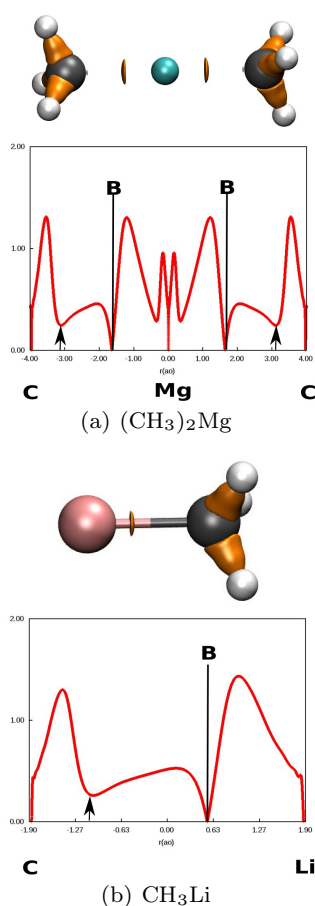 2.00
B B
1.00
0.00
-4.00 -3.00 -2.00 -1.00 0.00 1.00 2.00 3.00 4.00
r(ao)
C Mg C
(a) (CH₃)₂Mg
2.00
B
1.00
0.00
-1.90 -1.27 -0.63 0.00 0.63 1.27 1.90
r(ao)
C Li
(b) CH₃Li